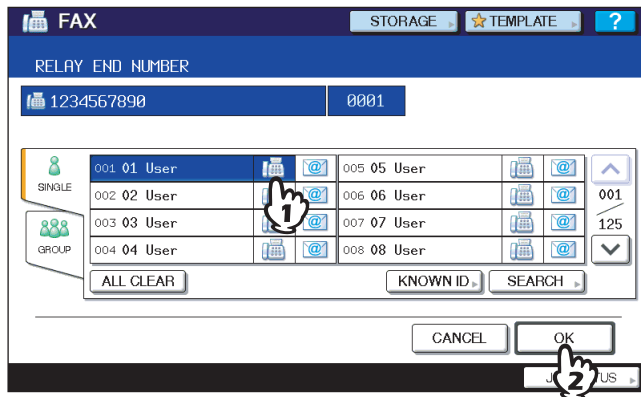 FAX STORAGE TEMPLATE ?
RELAY END NUMBER
1234567890 0001
SINGLE
GROUP
001 01 User @ 005 05 User @
002 02 User @ 006 06 User @
003 03 User @ 007 07 User @
004 04 User @ 008 08 User @
001
125
1
ALL CLEAR KNOWN ID SEARCH
CANCEL OK
2